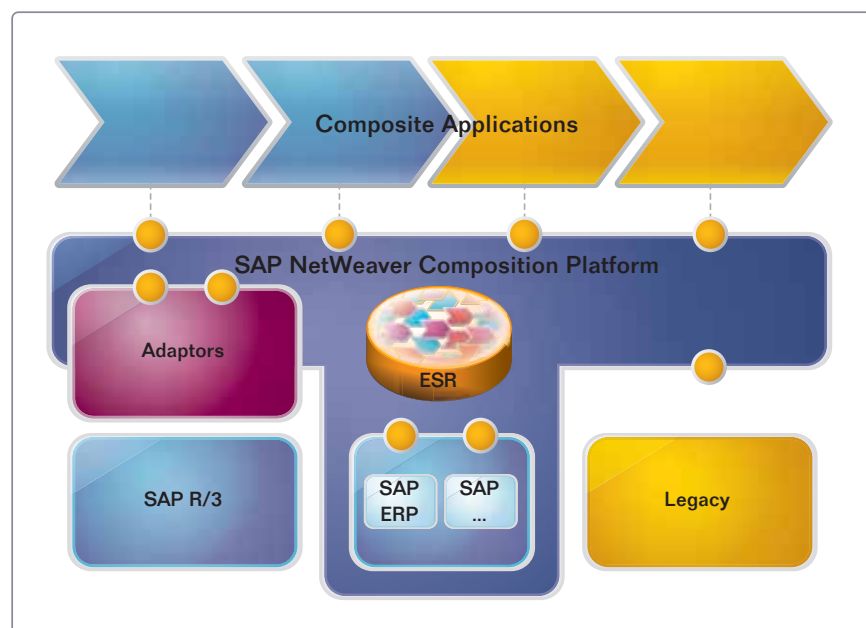 Composite Applications
SAP NetWeaver Composition Platform
Adaptors
ESR
SAP R/3
SAP
ERP
SAP
...
Legacy